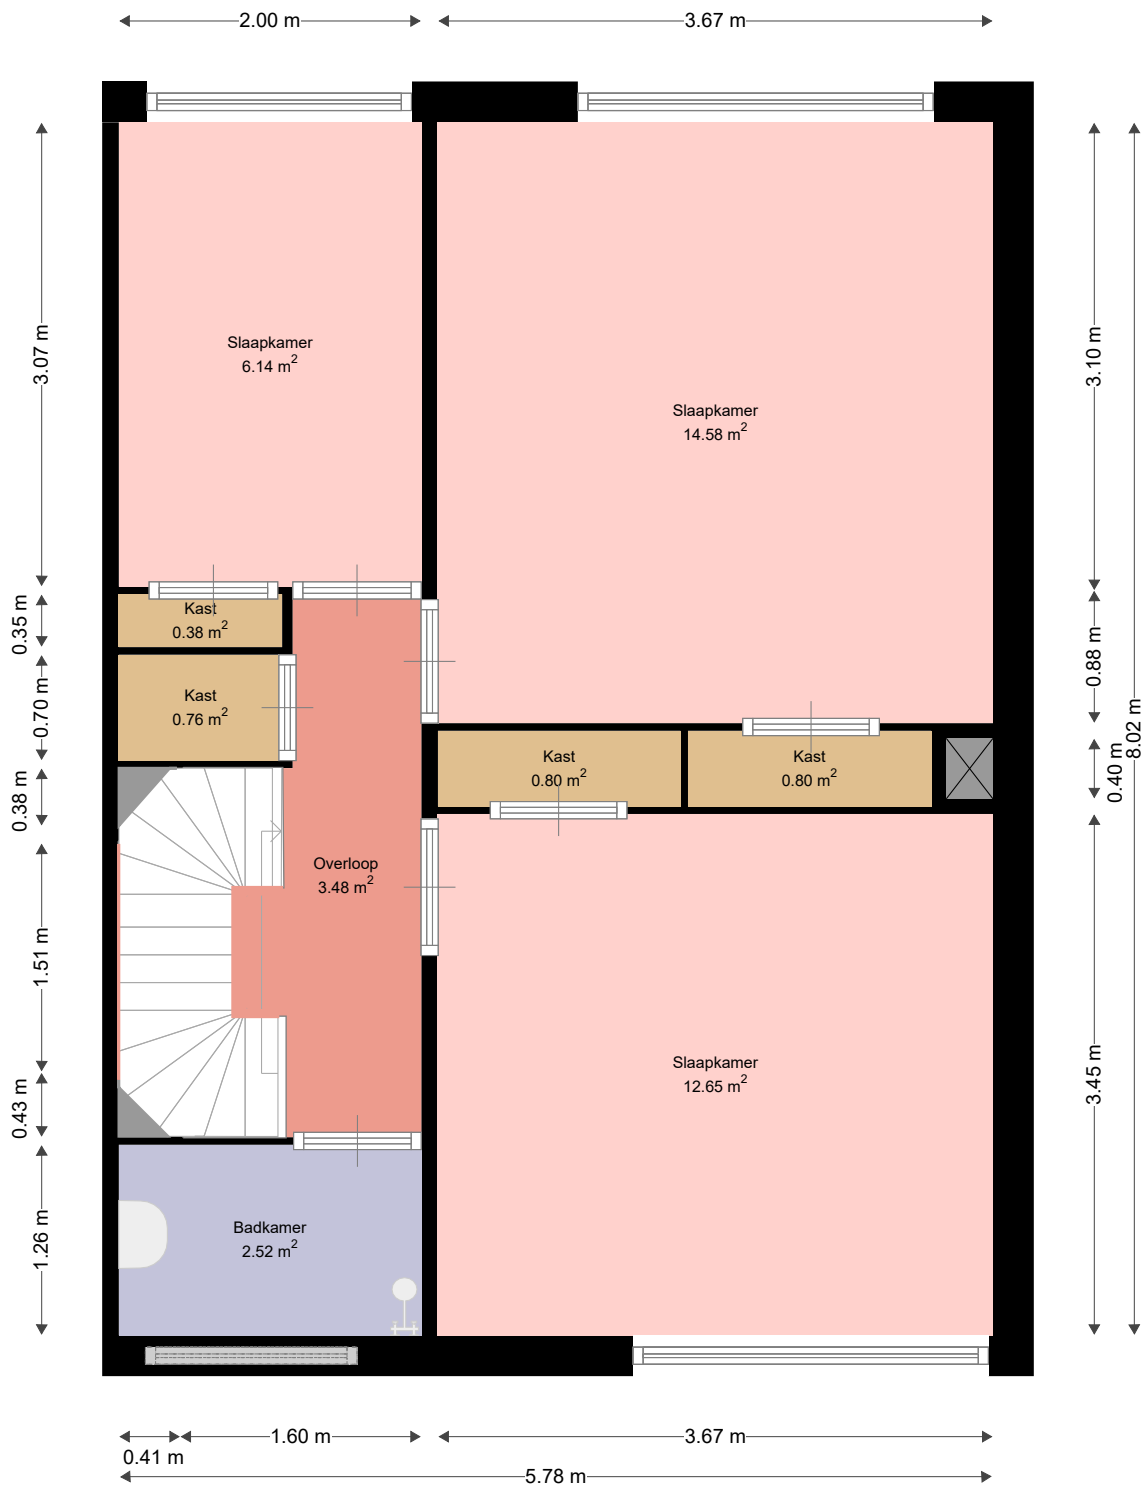 2.00 m
3.67 m
3.07 m
3.10 m
Slaapkamer
6.14 m²
Slaapkamer
14.58 m²
0.35 m
Kast
0.38 m²
0.88 m
0.70 m
Kast
0.76 m²
8.02 m
0.38 m
Kast
0.80 m²
Kast
0.80 m²
0.40 m
Overloop
3.48 m²
1.51 m
Slaapkamer
12.65 m²
3.45 m
0.43 m
1.26 m
Badkamer
2.52 m²
1.60 m
3.67 m
0.41 m
5.78 m